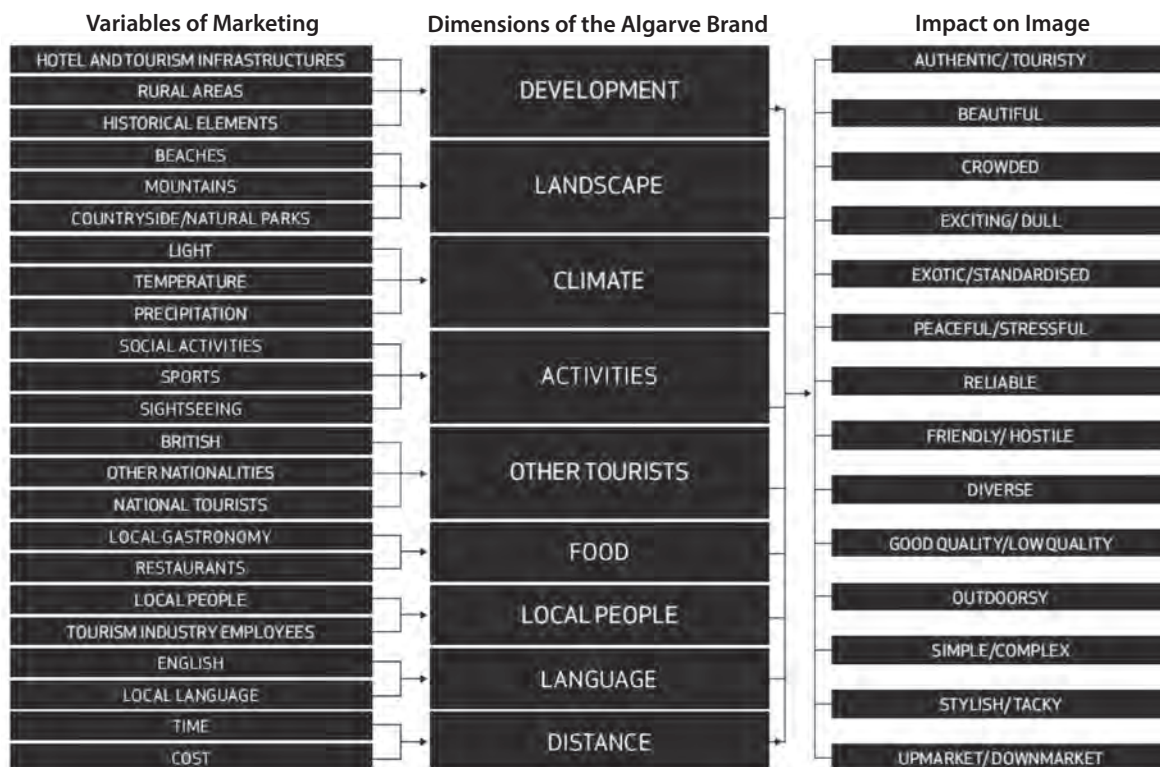 Variables of Marketing
HOTEL AND TOURISM INFRASTRUCTURES
RURAL AREAS
HISTORICAL ELEMENTS
BEACHES
MOUNTAINS
COUNTRYSIDE/NATURAL PARKS
LIGHT
TEMPERATURE
PRECIPITATION
SOCIAL ACTIVITIES
SPORTS
SIGHTSEEING
BRITISH
OTHER NATIONALITIES
NATIONAL TOURISTS
LOCAL GASTRONOMY
RESTAURANTS
LOCAL PEOPLE
TOURISM INDUSTRY EMPLOYEES
ENGLISH
LOCAL LANGUAGE
TIME
COST
Dimensions of the Algarve Brand
DEVELOPMENT
LANDSCAPE
CLIMATE
ACTIVITIES
OTHER TOURISTS
FOOD
LOCAL PEOPLE
LANGUAGE
DISTANCE
Impact on Image
AUTHENTIC/TOURISTY
BEAUTIFUL
CROWDED
EXCITING/DULL
EXOTIC/STANDARDISED
PEACEFUL/STRESSFUL
RELIABLE
FRIENDLY/HOSTILE
DIVERSE
GOOD QUALITY/LOW QUALITY
OUTDOORSY
SIMPLE/COMPLEX
STYLISH/TACKY
UPMARKET/DOWNMARKET